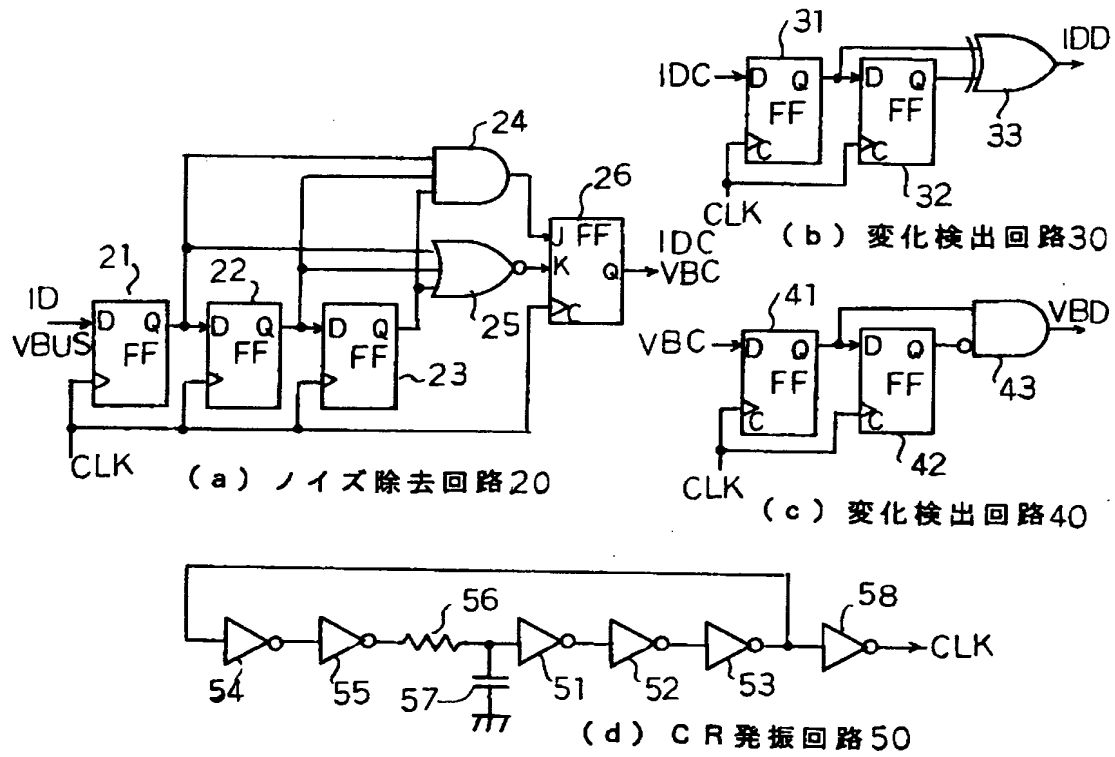 24
26
J FF
K
Q
C
IDC
VBC
25
21
22
ID
VBUS
D Q
FF
D Q
FF
D Q
FF
23
CLK
(a) ノイズ除去回路20
31
IDC
D Q
FF
C
D Q
FF
C
IDD
33
32
CLK
(b) 変化検出回路30
41
VBC
D Q
FF
C
D Q
FF
C
VBD
43
42
CLK
(c) 変化検出回路40
56
58
CLK
54
55
57
51
52
53
(d) CR発振回路50